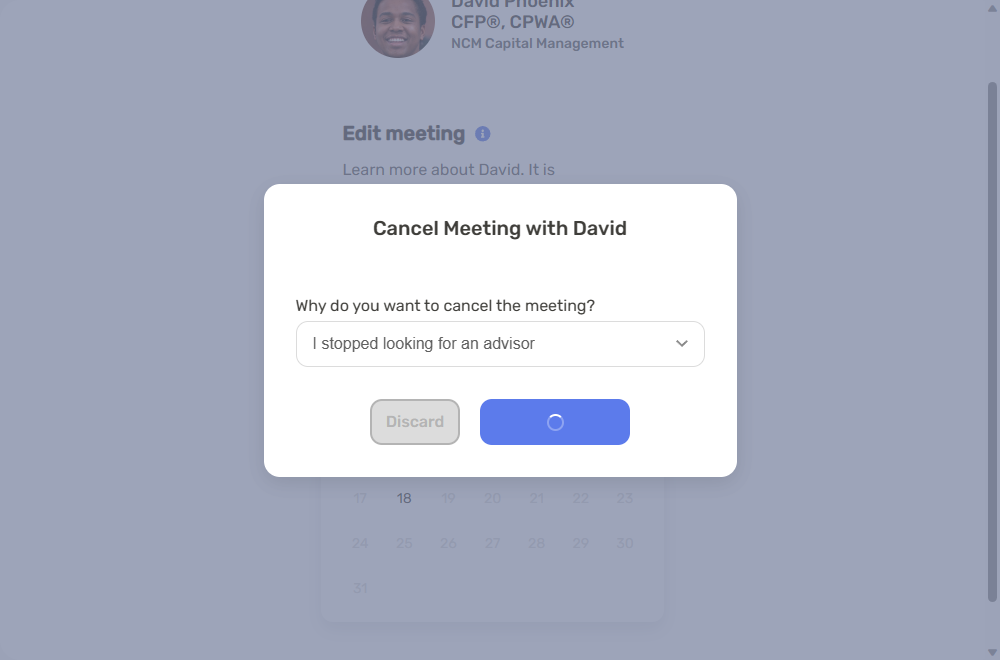 David Phoenix
CFP®, CPWA®
NCM Capital Management
Edit meeting
Learn more about David. It is
Cancel Meeting with David
Why do you want to cancel the meeting?
I stopped looking for an advisor
Discard
17 18 19 20 21 22 23
24 25 26 27 28 29 30
31